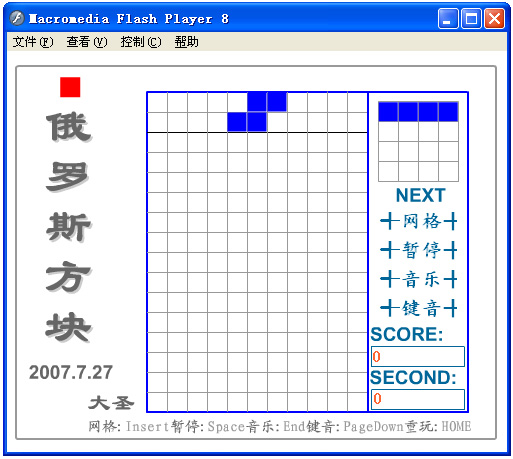 Macromedia Flash Player 8
文件(F) 查看(V) 控制(C) 帮助
俄
罗
斯
方
块
2007.7.27
大圣
NEXT
网格
暂停
音乐
键音
SCORE:
0
SECOND:
0
网格:Insert暂停:Space音乐:End键音:PageDown重玩:HOME